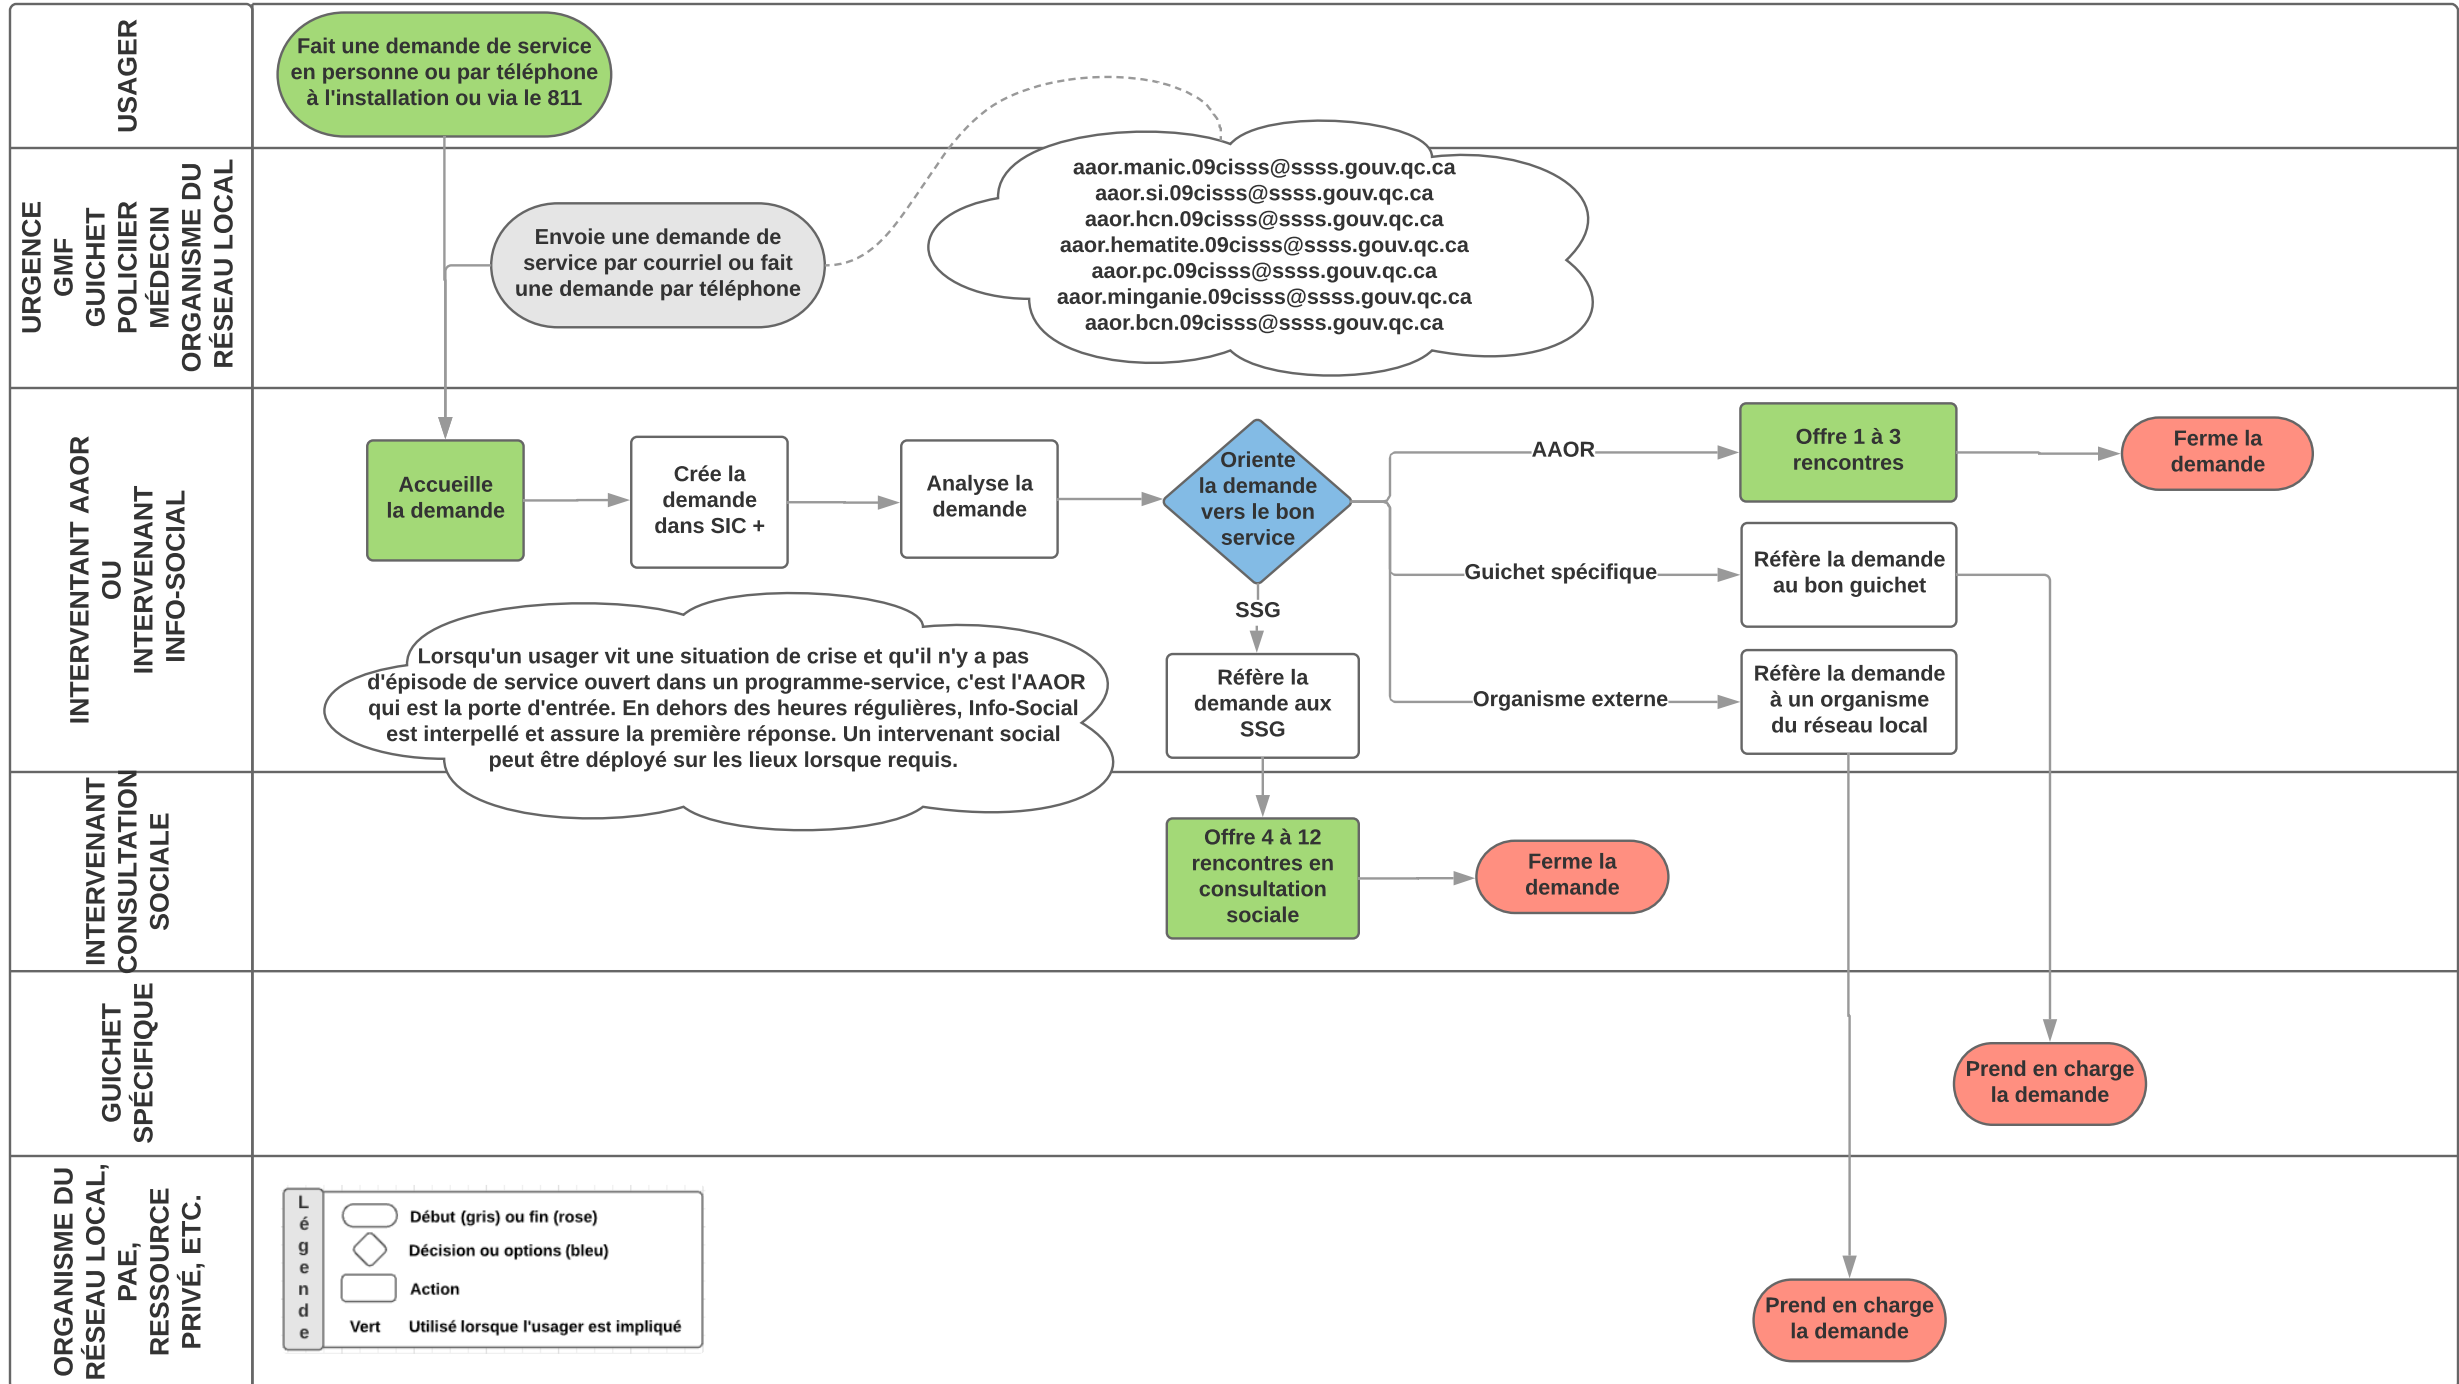 USAGER
Fait une demande de service
en personne ou par téléphone
à l'installation ou via le 811
URGENCE
GMF
GUICHET
POLICIIER
MÉDECIN
ORGANISME DU
RÉSEAU LOCAL
Envoie une demande de
service par courriel ou fait
une demande par téléphone
aaor.manic.09cisss@ssss.gouv.qc.ca
aaor.si.09cisss@ssss.gouv.qc.ca
aaor.hcn.09cisss@ssss.gouv.qc.ca
aaor.hematite.09cisss@ssss.gouv.qc.ca
aaor.pc.09cisss@ssss.gouv.qc.ca
aaor.minganie.09cisss@ssss.gouv.qc.ca
aaor.bcn.09cisss@ssss.gouv.qc.ca
INTERVENTANT AAOR
OU
INTERVENANT
INFO-SOCIAL
Accueille
la demande
Crée la
demande
dans SIC +
Analyse la
demande
Oriente
la demande
vers le bon
service
AAOR
Offre 1 à 3
rencontres
Ferme la
demande
Guichet spécifique
Réfère la demande
au bon guichet
Organisme externe
Réfère la demande
à un organisme
du réseau local
SSG
Réfère la
demande aux
SSG
Lorsqu'un usager vit une situation de crise et qu'il n'y a pas
d'épisode de service ouvert dans un programme-service, c'est l'AAOR
qui est la porte d'entrée. En dehors des heures régulières, Info-Social
est interpellé et assure la première réponse. Un intervenant social
peut être déployé sur les lieux lorsque requis.
INTERVENANT
CONSULTATION
SOCIALE
Offre 4 à 12
rencontres en
consultation
sociale
Ferme la
demande
GUICHET
SPÉCIFIQUE
Prend en charge
la demande
ORGANISME DU
RÉSEAU LOCAL,
PAE,
RESSOURCE
PRIVÉ, ETC.
Légende
Début (gris) ou fin (rose)
Décision ou options (bleu)
Action
Vert Utilisé lorsque l'usager est impliqué
Prend en charge
la demande